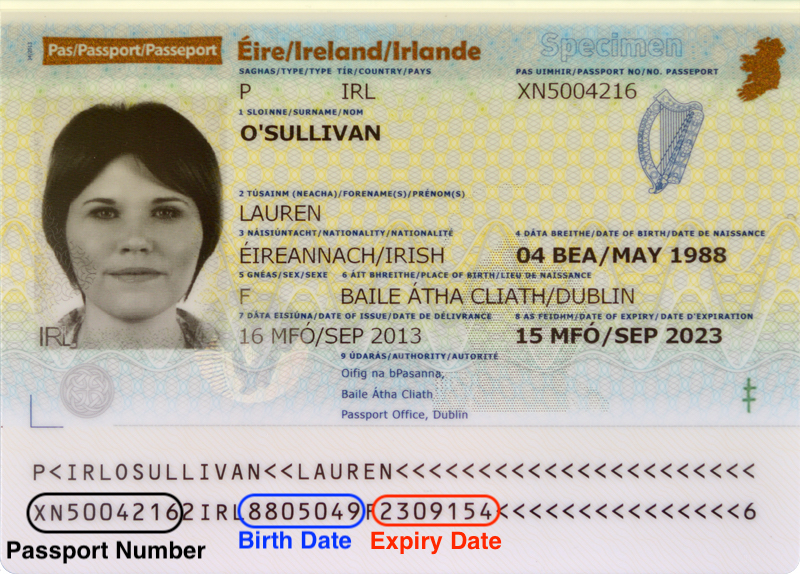 Pas/Passport/Passeport
Éire/Ireland/Irlande
Specimen
SAGHAS/TYPE/TYPE TÍR/COUNTRY/PAYS PAS UIMHIR/PASSPORT NO/NO. PASSEPORT
P IRL XN5004216
1 SLOINNE/SURNAME/NOM
O'SULLIVAN
2 TÚSAINM (NEACHA)/FORENAME(S)/PRÉNOM(S)
LAUREN
3 NÁISIÚNTACHT/NATIONALITY/NATIONALITÉ 4 DÁTA BREITHE/DATE OF BIRTH/DATE DE NAISSANCE
ÉIREANNACH/IRISH 04 BEA/MAY 1988
5 GNÉAS/SEX/SEXE 6 ÁIT BHREITHE/PLACE OF BIRTH/LIEU DE NAISSANCE
F BAILE ÁTHA CLIATH/DUBLIN
7 DÁTA EISIÚNA/DATE OF ISSUE/DATE DE DÉLIVRANCE 8 AS FEIDHM/DATE OF EXPIRY/DATE D'EXPIRATION
16 MFÓ/SEP 2013 15 MFÓ/SEP 2023
IRL
9 ÚDARÁS/AUTHORITY/AUTORITÉ
Oifig na bPasanna,
Baile Átha Cliath
Passport Office, Dublin
P<IRLOSULLIVAN<<LAUREN<<<<<<<<<<<<<<<<<<<<<<
XN50042162IRL8805049F2309154<<<<<<<<<<<<<<<6
Passport Number Birth Date Expiry Date